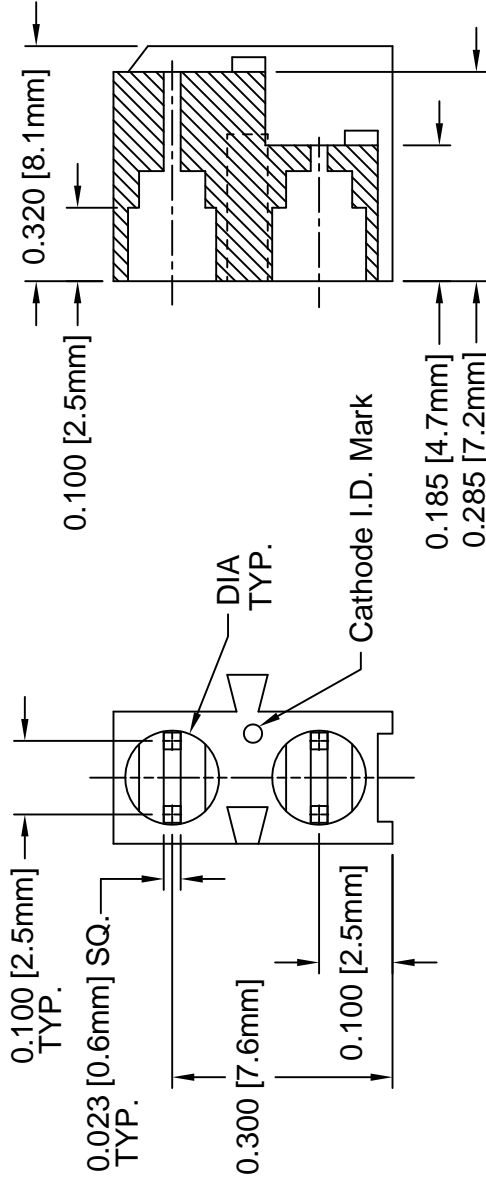 0.100 [2.5mm]
TYP.
0.023 [0.6mm] SQ.
TYP.
0.300 [7.6mm]
0.100 [2.5mm]
DIA
TYP.
Cathode I.D. Mark
0.320 [8.1mm]
0.100 [2.5mm]
0.185 [4.7mm]
0.285 [7.2mm]